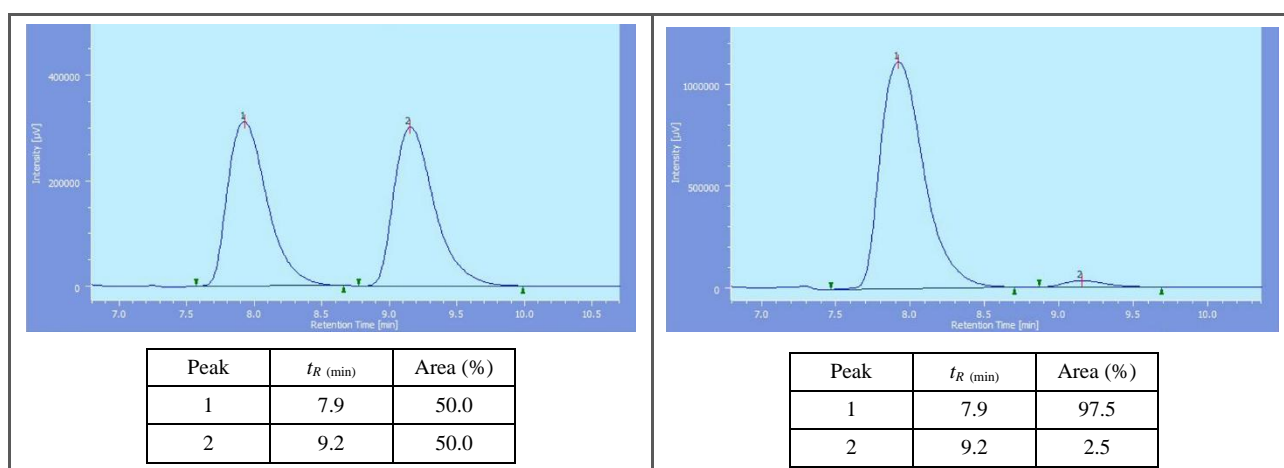 Intensity [µV]
400000
200000
0
1
2
7.0 7.5 8.0 8.5 9.0 9.5 10.0 10.5
Retention Time [min]
Peak tR (min) Area (%)
1 7.9 50.0
2 9.2 50.0
Intensity [µV]
1000000
500000
0
1
2
7.0 7.5 8.0 8.5 9.0 9.5 10.0
Retention Time [min]
Peak tR (min) Area (%)
1 7.9 97.5
2 9.2 2.5